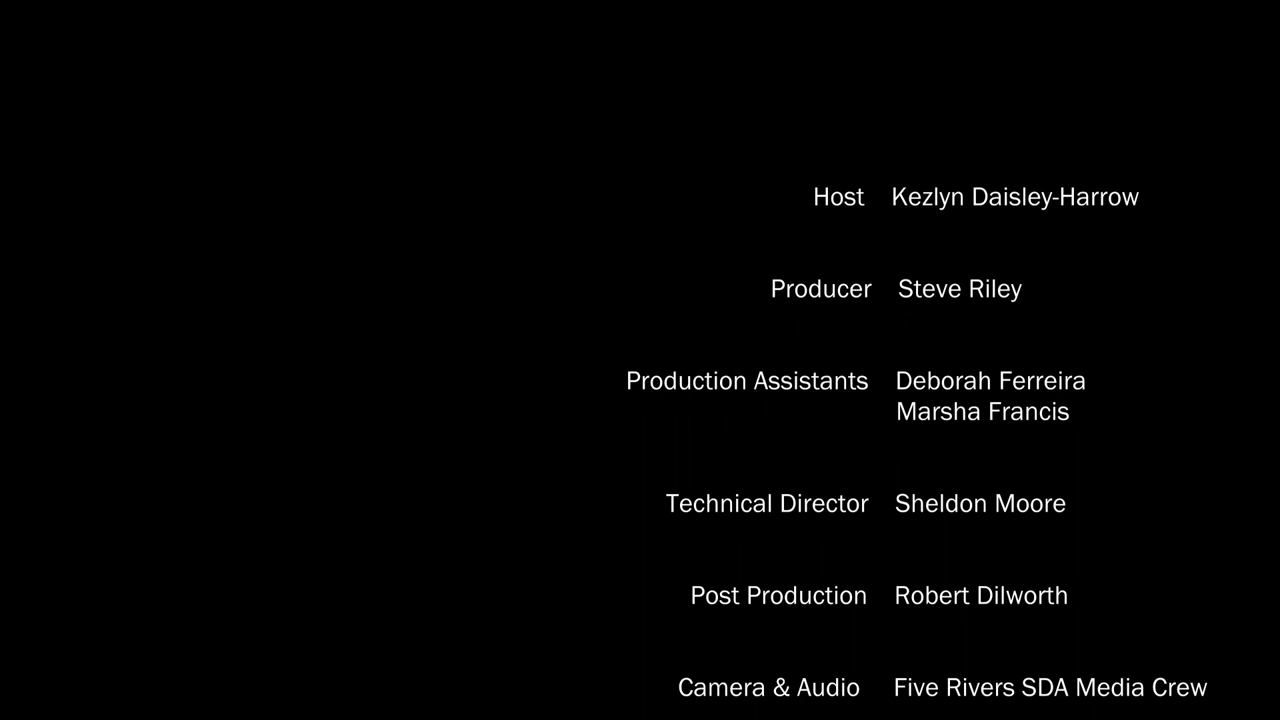 Host Kezlyn Daisley-Harrow
Producer Steve Riley
Production Assistants Deborah Ferreira
Marsha Francis
Technical Director Sheldon Moore
Post Production Robert Dilworth
Camera & Audio Five Rivers SDA Media Crew